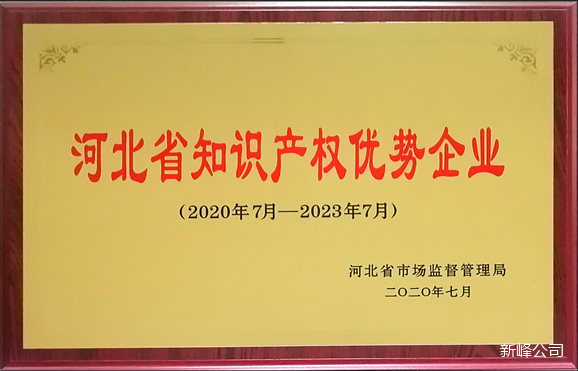 河北省知识产权优势企业
(2020年7月—2023年7月)
河北省市场监督管理局
二〇二〇年七月
新峰公司